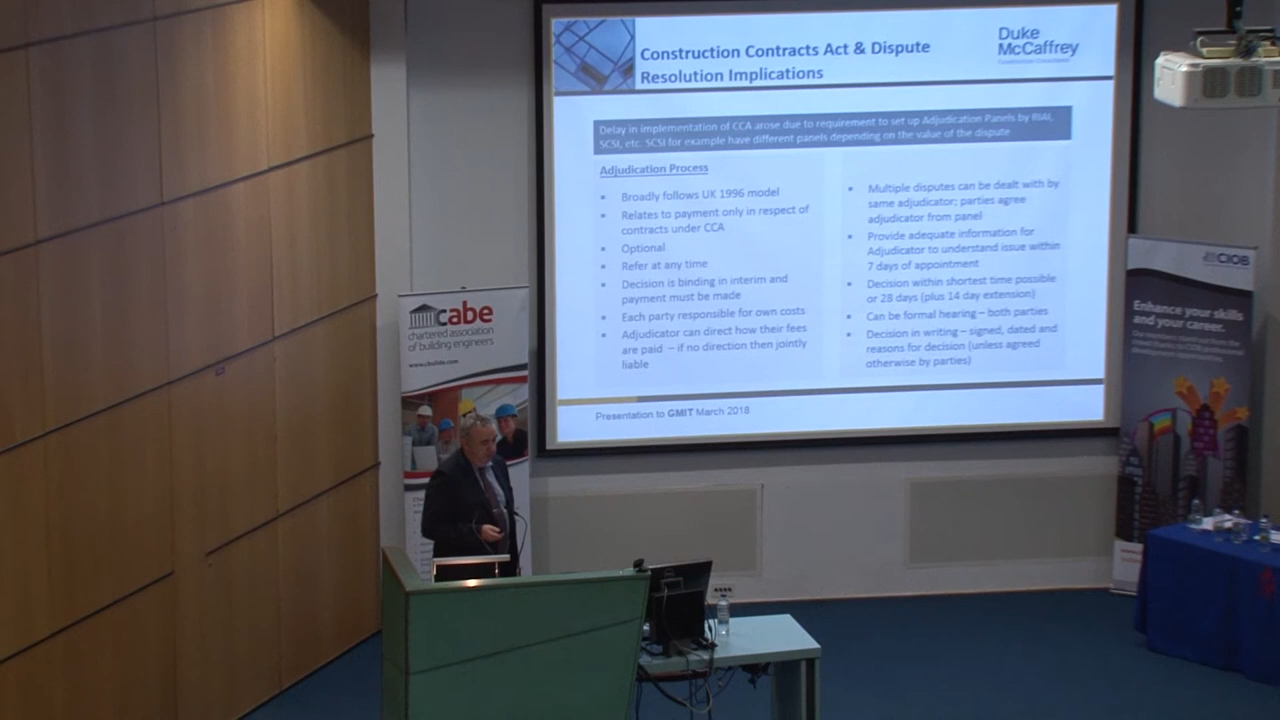 Construction Contracts Act & Dispute
Resolution Implications
Duke
McCaffrey
Construction Consultants
Delay in implementation of CCA arose due to requirement to set up Adjudication Panels by RIAI,
SCSI, etc. SCSI for example have different panels depending on the value of the dispute
Adjudication Process
▪ Broadly follows UK 1996 model
▪ Relates to payment only in respect of
contracts under CCA
▪ Optional
▪ Refer at any time
▪ Decision is binding in interim and
payment must be made
▪ Each party responsible for own costs
▪ Adjudicator can direct how their fees
are paid – if no direction then jointly
liable
▪ Multiple disputes can be dealt with by
same adjudicator; parties agree
adjudicator from panel
▪ Provide adequate information for
Adjudicator to understand issue within
7 days of appointment
▪ Decision within shortest time possible
or 28 days (plus 14 day extension)
▪ Can be formal hearing – both parties
▪ Decision in writing – signed, dated and
reasons for decision (unless agreed
otherwise by parties)
Presentation to GMIT March 2018
cabe
chartered association
of building engineers
www.cbuilde.com
CIOB
Enhance your skills
and your career.